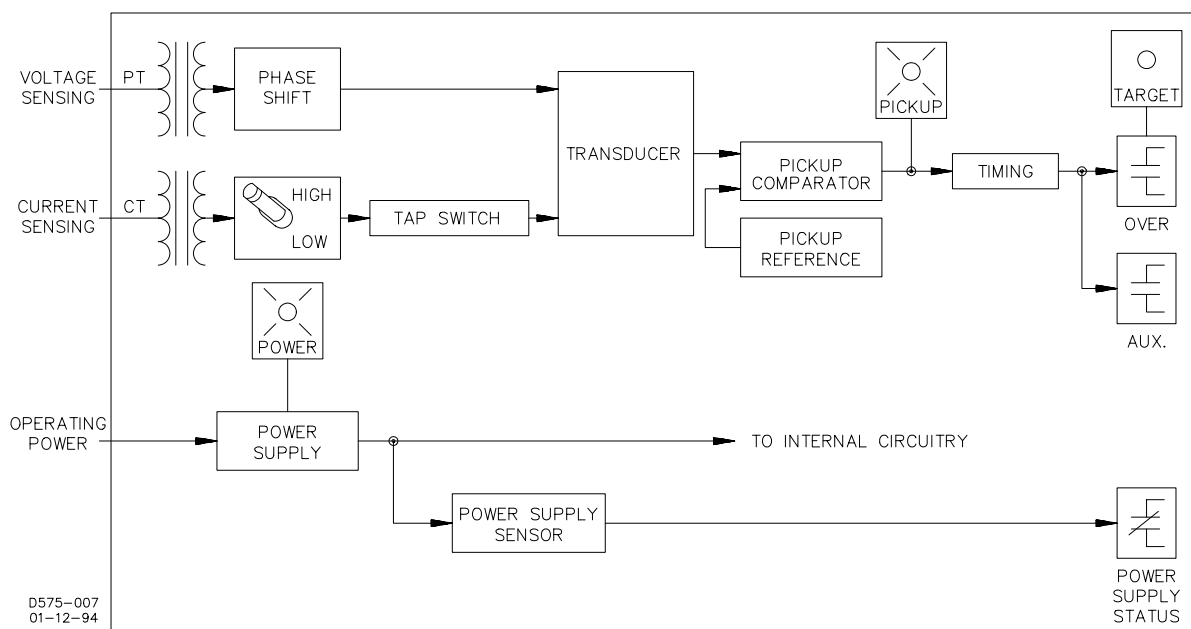 VOLTAGE
SENSING
PT
PHASE
SHIFT
TRANSDUCER
PICKUP
TARGET
PICKUP
COMPARATOR
TIMING
OVER
CURRENT
SENSING
CT
HIGH
LOW
TAP SWITCH
PICKUP
REFERENCE
AUX.
POWER
OPERATING
POWER
POWER
SUPPLY
TO INTERNAL CIRCUITRY
POWER SUPPLY
SENSOR
POWER
SUPPLY
STATUS
D575-007
01-12-94